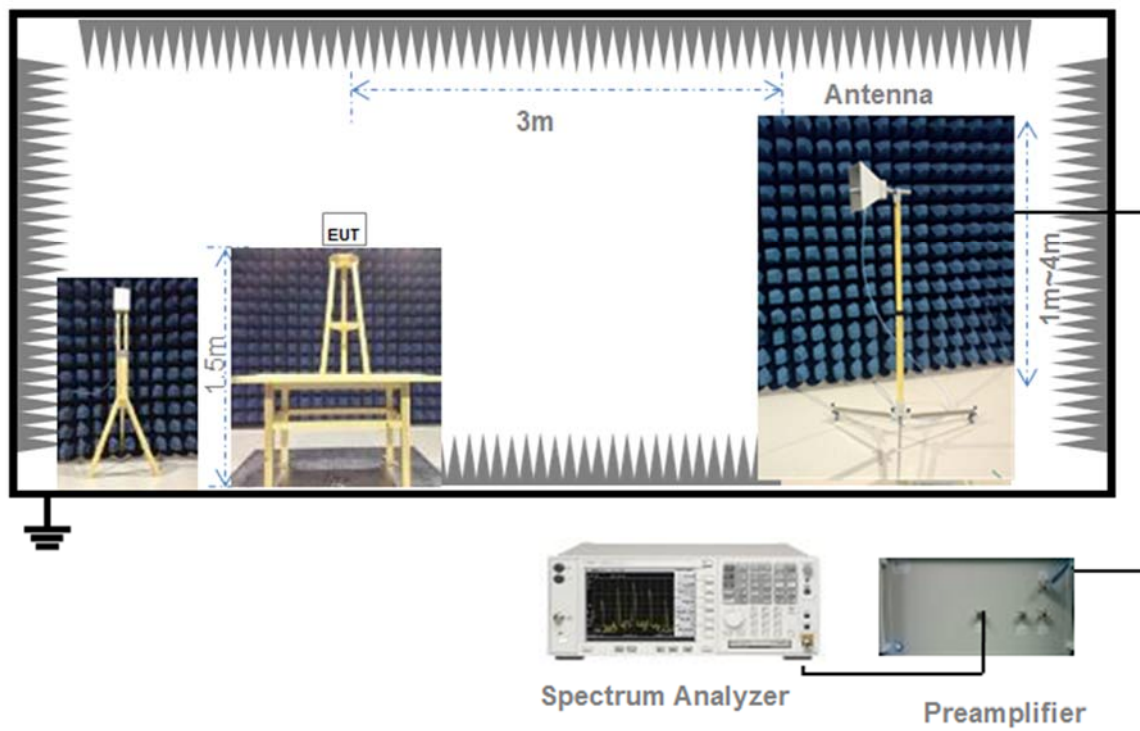 Antenna
3m
EUT
1.5m
1m~4m
Spectrum Analyzer
Preamplifier